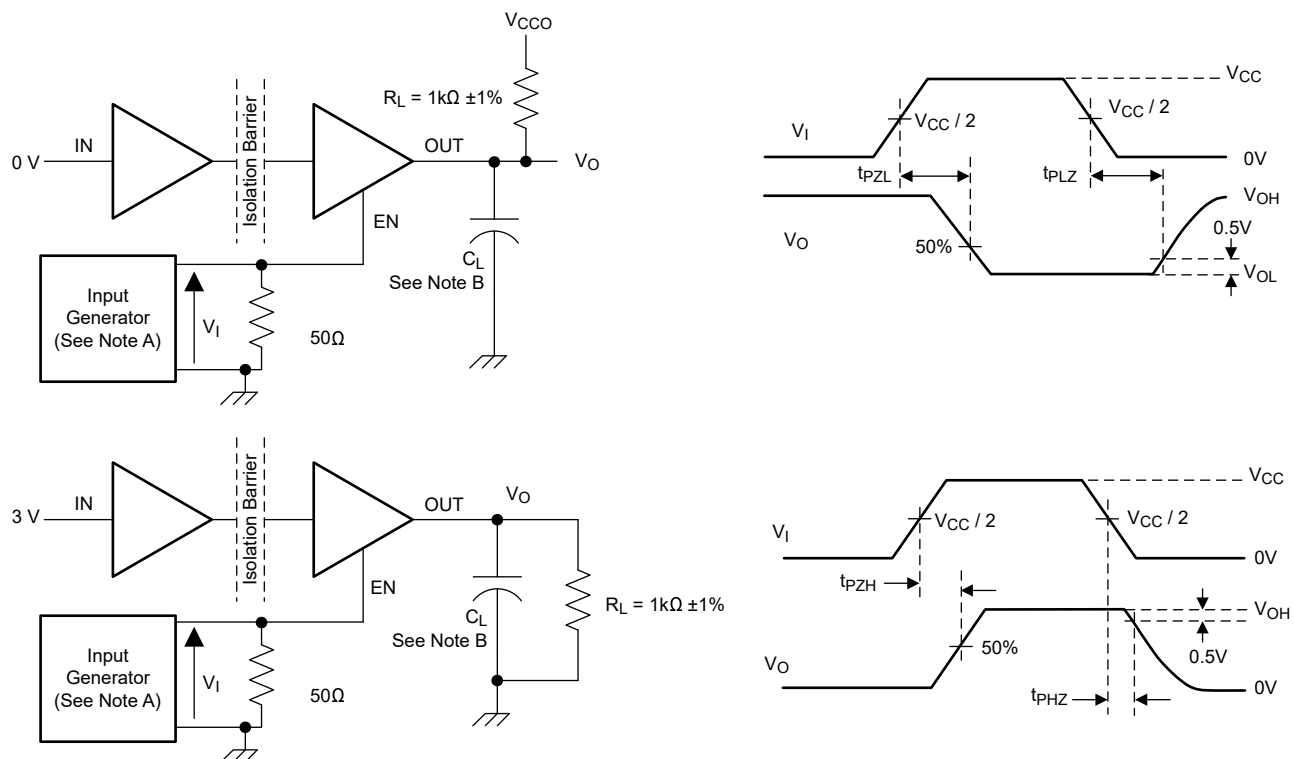 VCCO
RL = 1kΩ ±1%
Isolation Barrier
0 V
IN
OUT
VO
EN
CL
See Note B
Input
Generator
(See Note A)
VI
50Ω
VCC
VCC / 2
VCC / 2
VI
0V
tPZL
tPLZ
VOH
0.5V
VO
50%
VOL
Isolation Barrier
3 V
IN
OUT
VO
EN
CL
See Note B
RL = 1kΩ ±1%
Input
Generator
(See Note A)
VI
50Ω
VCC
VCC / 2
VCC / 2
VI
0V
tPZH
VOH
0.5V
VO
50%
tPHZ
0V